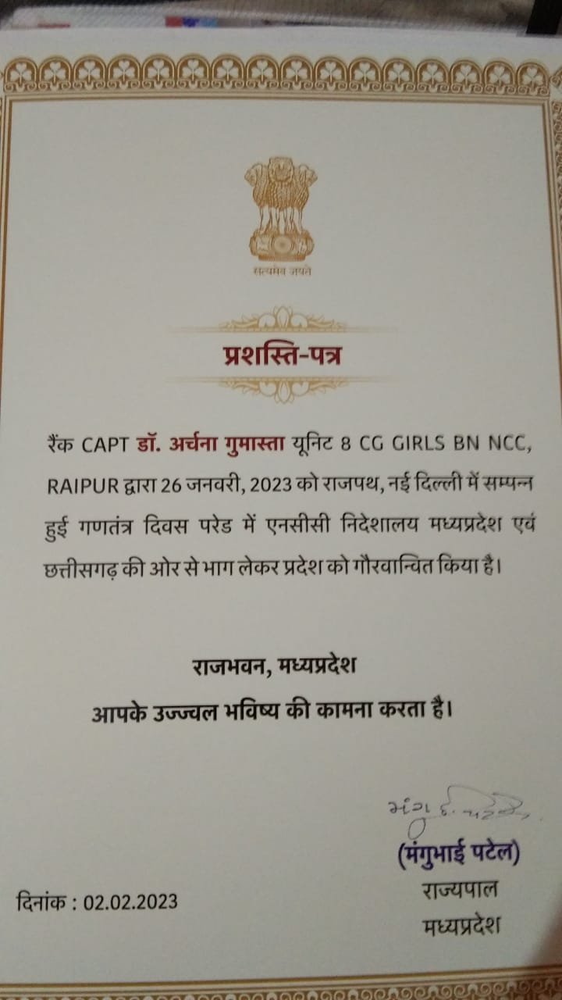 सत्यमेव जयते
प्रशस्ति-पत्र
रैंक CAPT डॉ. अर्चना गुमास्ता यूनिट 8 CG GIRLS BN NCC,
RAIPUR द्वारा 26 जनवरी, 2023 को राजपथ, नई दिल्ली में सम्पन्न
हुई गणतंत्र दिवस परेड में एनसीसी निदेशालय मध्यप्रदेश एवं
छत्तीसगढ़ की ओर से भाग लेकर प्रदेश को गौरवान्वित किया है।
राजभवन, मध्यप्रदेश
आपके उज्ज्वल भविष्य की कामना करता है।
(मंगुभाई पटेल)
राज्यपाल
मध्यप्रदेश
दिनांक : 02.02.2023